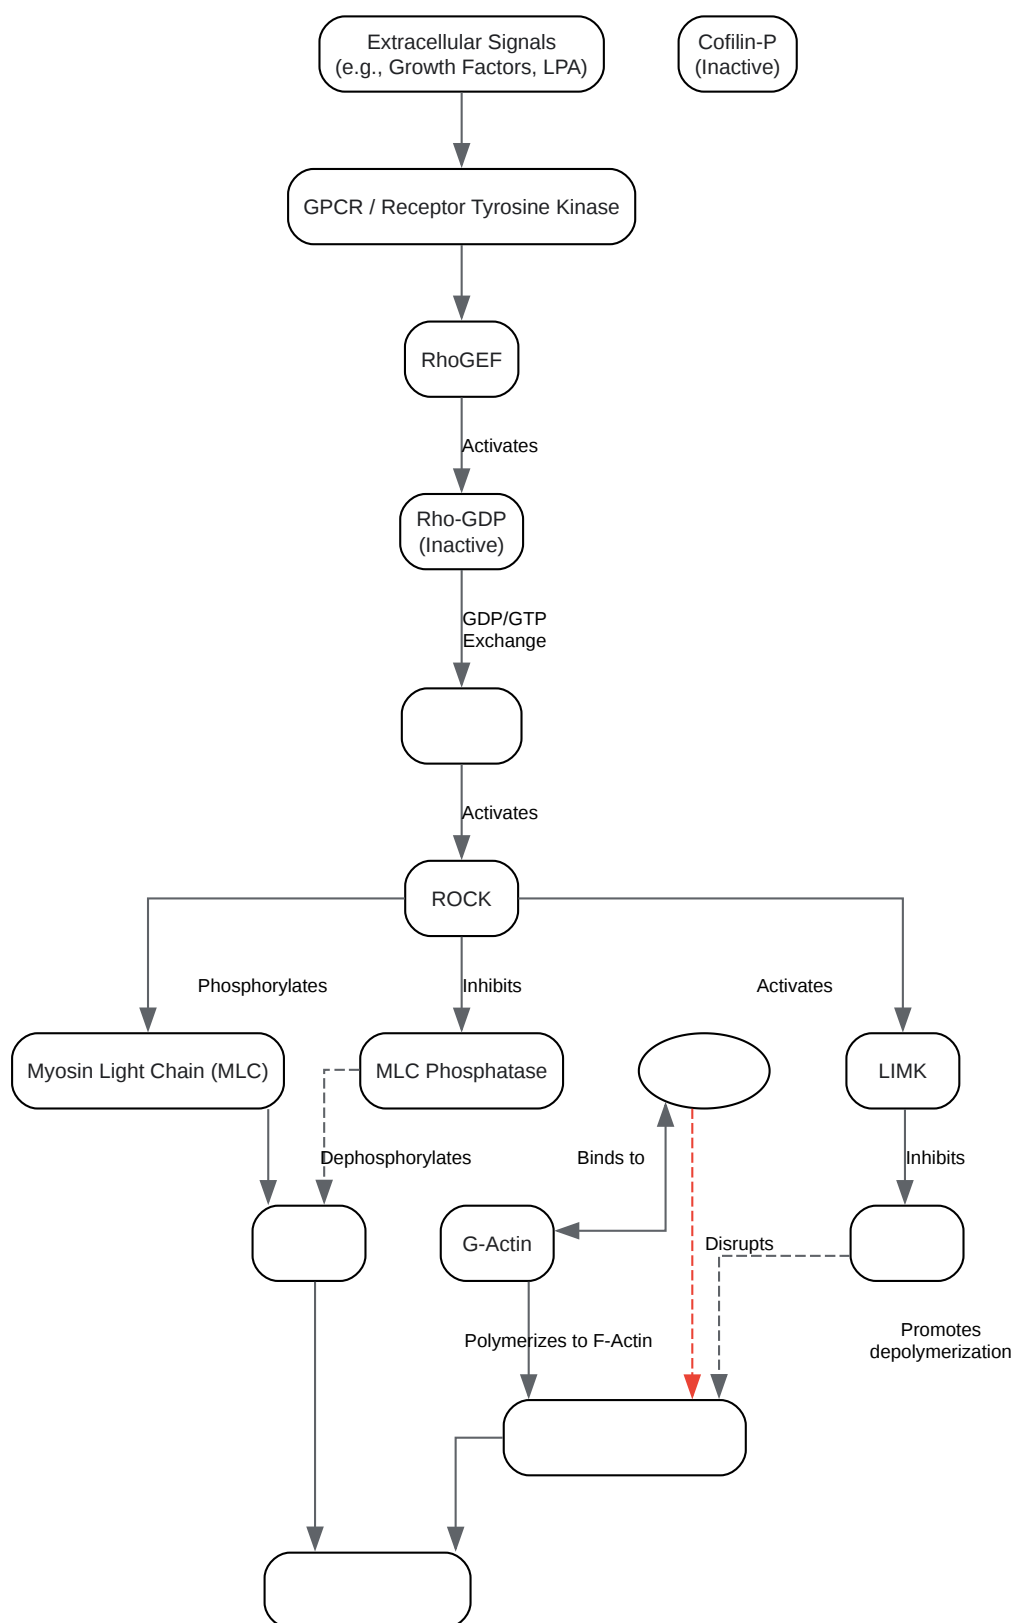 Extracellular Signals
(e.g., Growth Factors, LPA)
Cofilin-P
(Inactive)
GPCR / Receptor Tyrosine Kinase
RhoGEF
Activates
Rho-GDP
(Inactive)
GDP/GTP
Exchange
Activates
ROCK
Phosphorylates
Inhibits
Activates
Myosin Light Chain (MLC)
MLC Phosphatase
LIMK
Dephosphorylates
Binds to
Inhibits
G-Actin
Disrupts
Polymerizes to F-Actin
Promotes
depolymerization